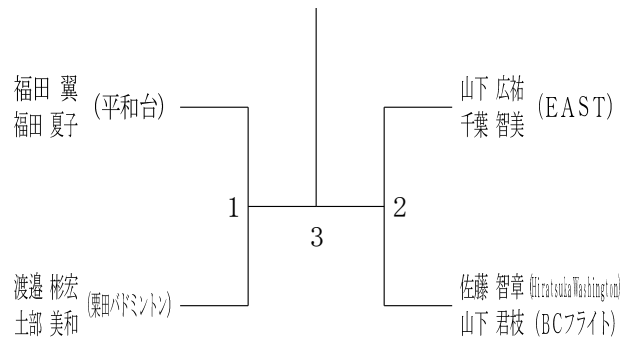 福田 翼 (平和台)
福田 夏子
山下 広祐 (EAST)
千葉 智美
1
2
3
渡邉 彬宏 (栗田バドミントン)
土部 美和
佐藤 智章 (HiratsukaWashington)
山下 君枝 (BCフライト)